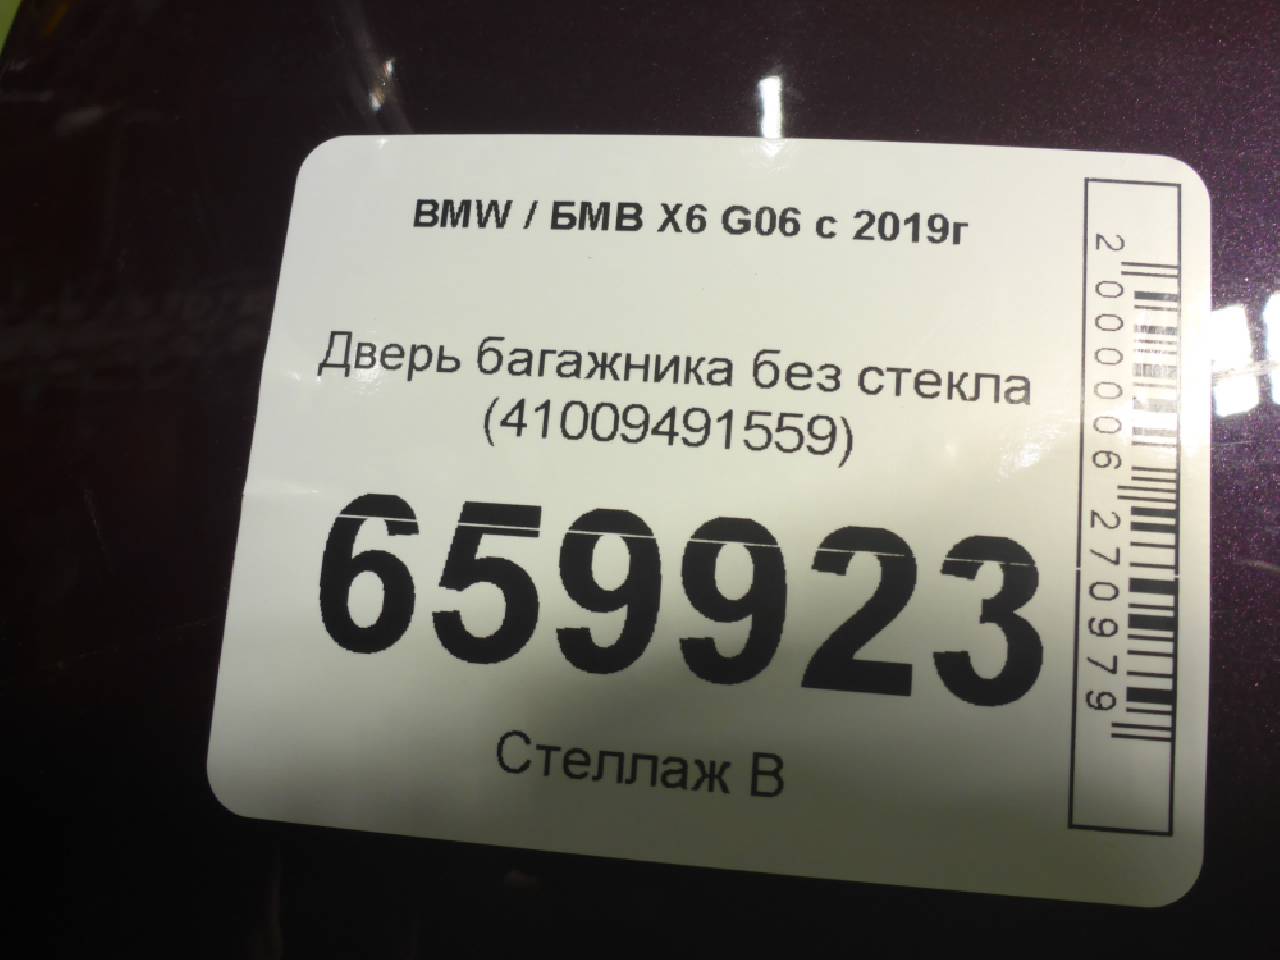 BMW / БМВ X6 G06 с 2019г
Дверь багажника без стекла
(41009491559)
659923
Стеллаж В
2000006270979